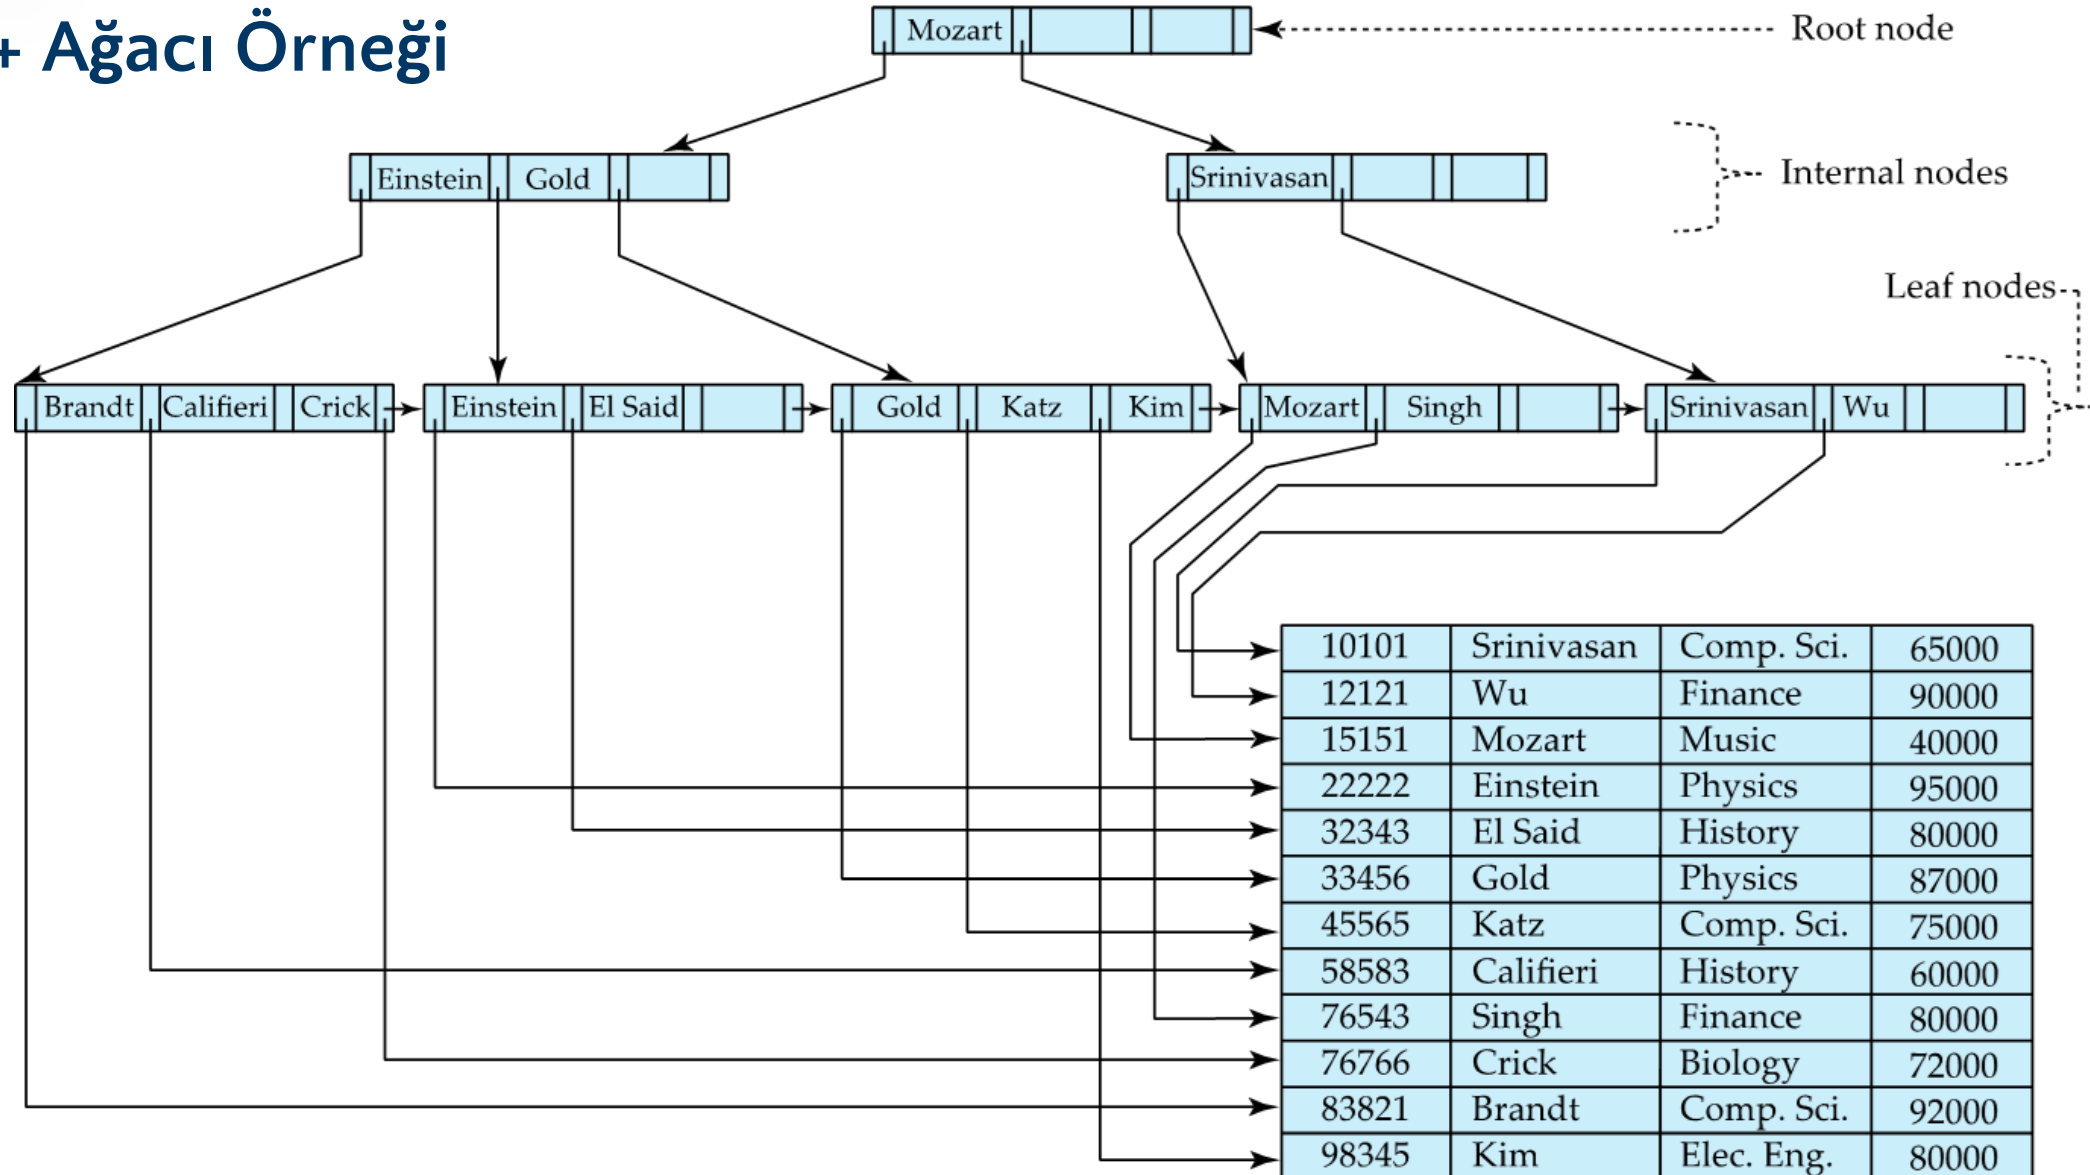 + Ağacı Örneği
Mozart
Root node
Einstein Gold
Srinivasan
Internal nodes
Leaf nodes
Brandt Califieri Crick Einstein El Said Gold Katz Kim Mozart Singh Srinivasan Wu
10101 Srinivasan Comp. Sci. 65000
12121 Wu Finance 90000
15151 Mozart Music 40000
22222 Einstein Physics 95000
32343 El Said History 80000
33456 Gold Physics 87000
45565 Katz Comp. Sci. 75000
58583 Califieri History 60000
76543 Singh Finance 80000
76766 Crick Biology 72000
83821 Brandt Comp. Sci. 92000
98345 Kim Elec. Eng. 80000